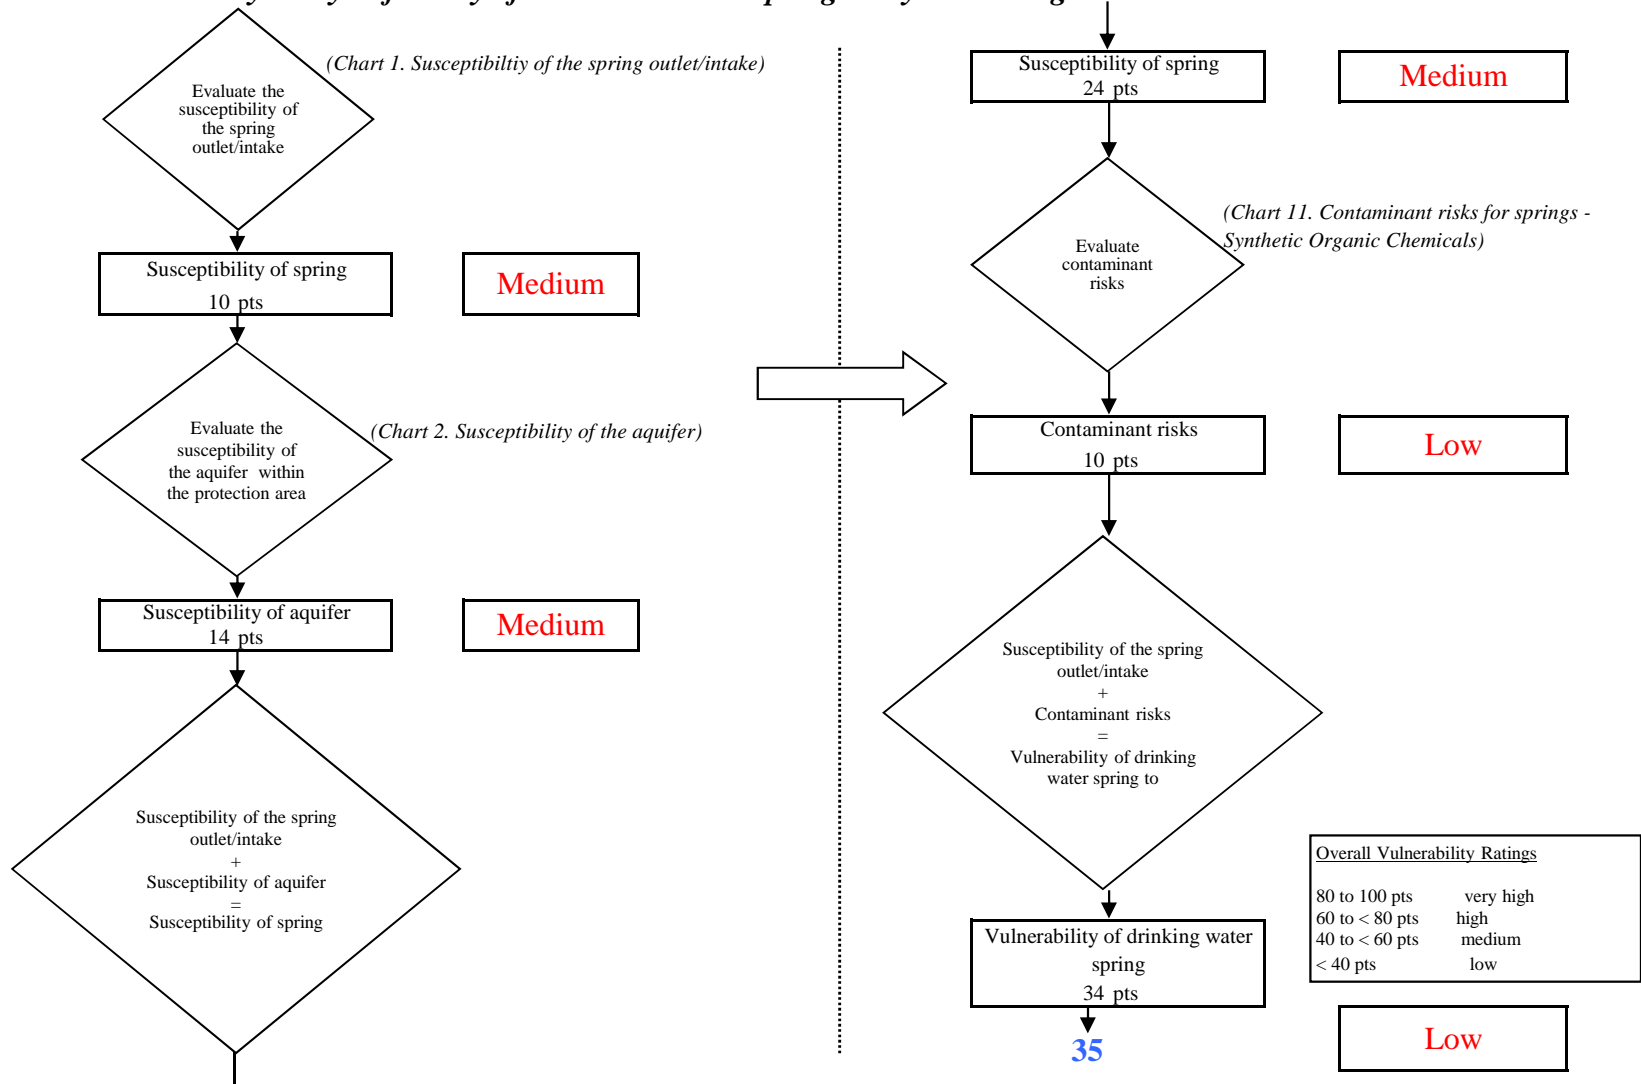 (Chart 1. Susceptibiltiy of the spring outlet/intake)
Evaluate the
susceptibility of
the spring
outlet/intake
Susceptibility of spring
10 pts
Medium
Evaluate the
susceptibility of
the aquifer within
the protection area
(Chart 2. Susceptibility of the aquifer)
Susceptibility of aquifer
14 pts
Medium
Susceptibility of the spring
outlet/intake
+
Susceptibility of aquifer
=
Susceptibility of spring
Susceptibility of spring
24 pts
Medium
(Chart 11. Contaminant risks for springs -
Synthetic Organic Chemicals)
Evaluate
contaminant
risks
Contaminant risks
10 pts
Low
Susceptibility of the spring
outlet/intake
+
Contaminant risks
=
Vulnerability of drinking
water spring to
Overall Vulnerability Ratings
80 to 100 pts very high
60 to < 80 pts high
40 to < 60 pts medium
< 40 pts low
Vulnerability of drinking water
spring
34 pts
35
Low